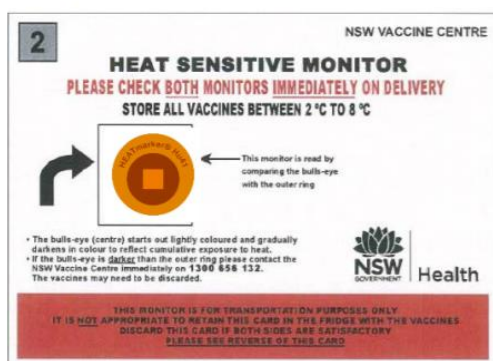 2
NSW VACCINE CENTRE
HEAT SENSITIVE MONITOR
PLEASE CHECK BOTH MONITORS IMMEDIATELY ON DELIVERY
STORE ALL VACCINES BETWEEN 2 ºC TO 8 ºC
This monitor is read by
comparing the bulls-eye
with the outer ring
• The bulls-eye (centre) starts out lightly coloured and gradually
darkens in colour to reflect cumulative exposure to heat.
• If the bulls-eye is darker than the outer ring please contact the
NSW Vaccine Centre immediately on 1300 656 132.
The vaccines may need to be discarded.
NSW
GOVERNMENT
Health
THIS MONITOR IS FOR TRANSPORTATION PURPOSES ONLY
IT IS NOT APPROPRIATE TO RETAIN THIS CARD IN THE FRIDGE WITH THE VACCINES
DISCARD THIS CARD IF BOTH SIDES ARE SATISFACTORY
PLEASE SEE REVERSE OF THIS CARD